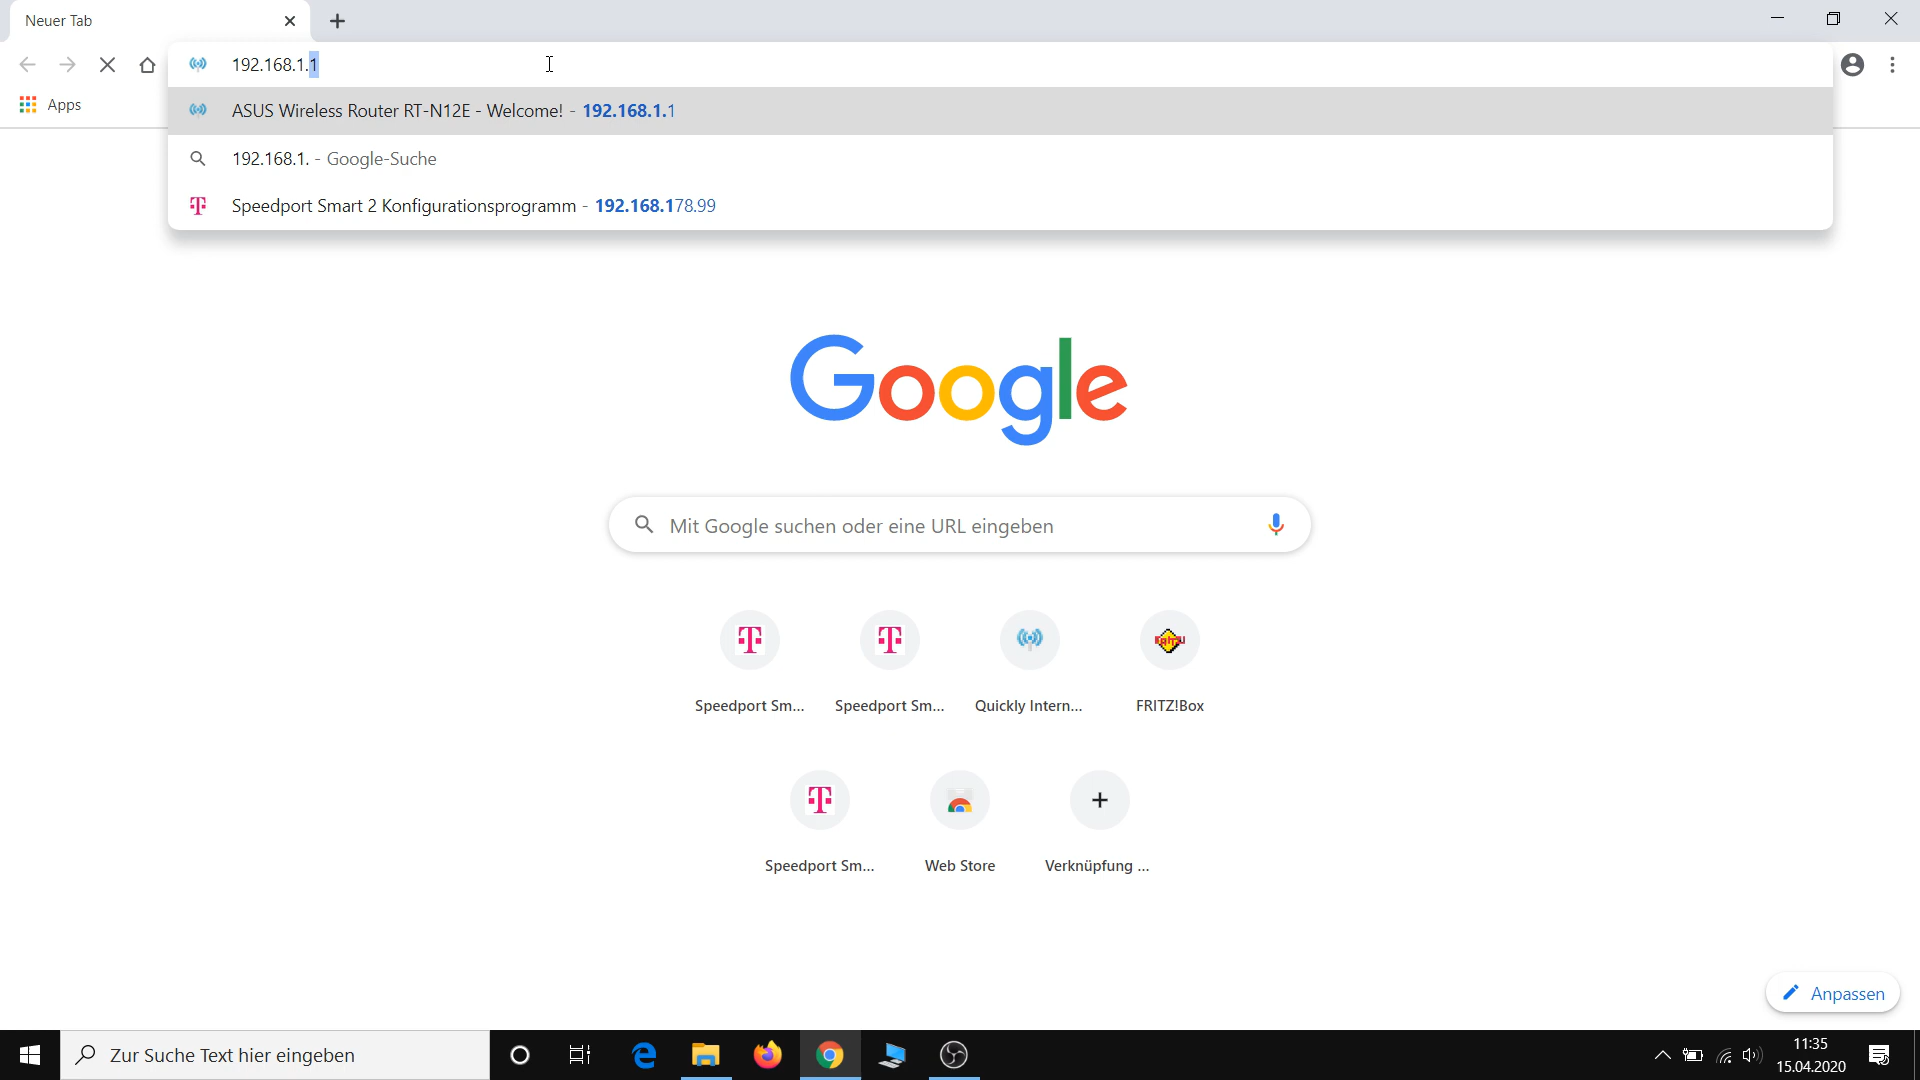 Neuer Tab
192.168.1.1
Apps
ASUS Wireless Router RT-N12E - Welcome! - 192.168.1.1
192.168.1. - Google-Suche
Speedport Smart 2 Konfigurationsprogramm - 192.168.178.99
Google
Mit Google suchen oder eine URL eingeben
Speedport Sm...
Speedport Sm...
Quickly Intern...
FRITZ!Box
Speedport Sm...
Web Store
Verknüpfung ...
Anpassen
Zur Suche Text hier eingeben
11:35
15.04.2020